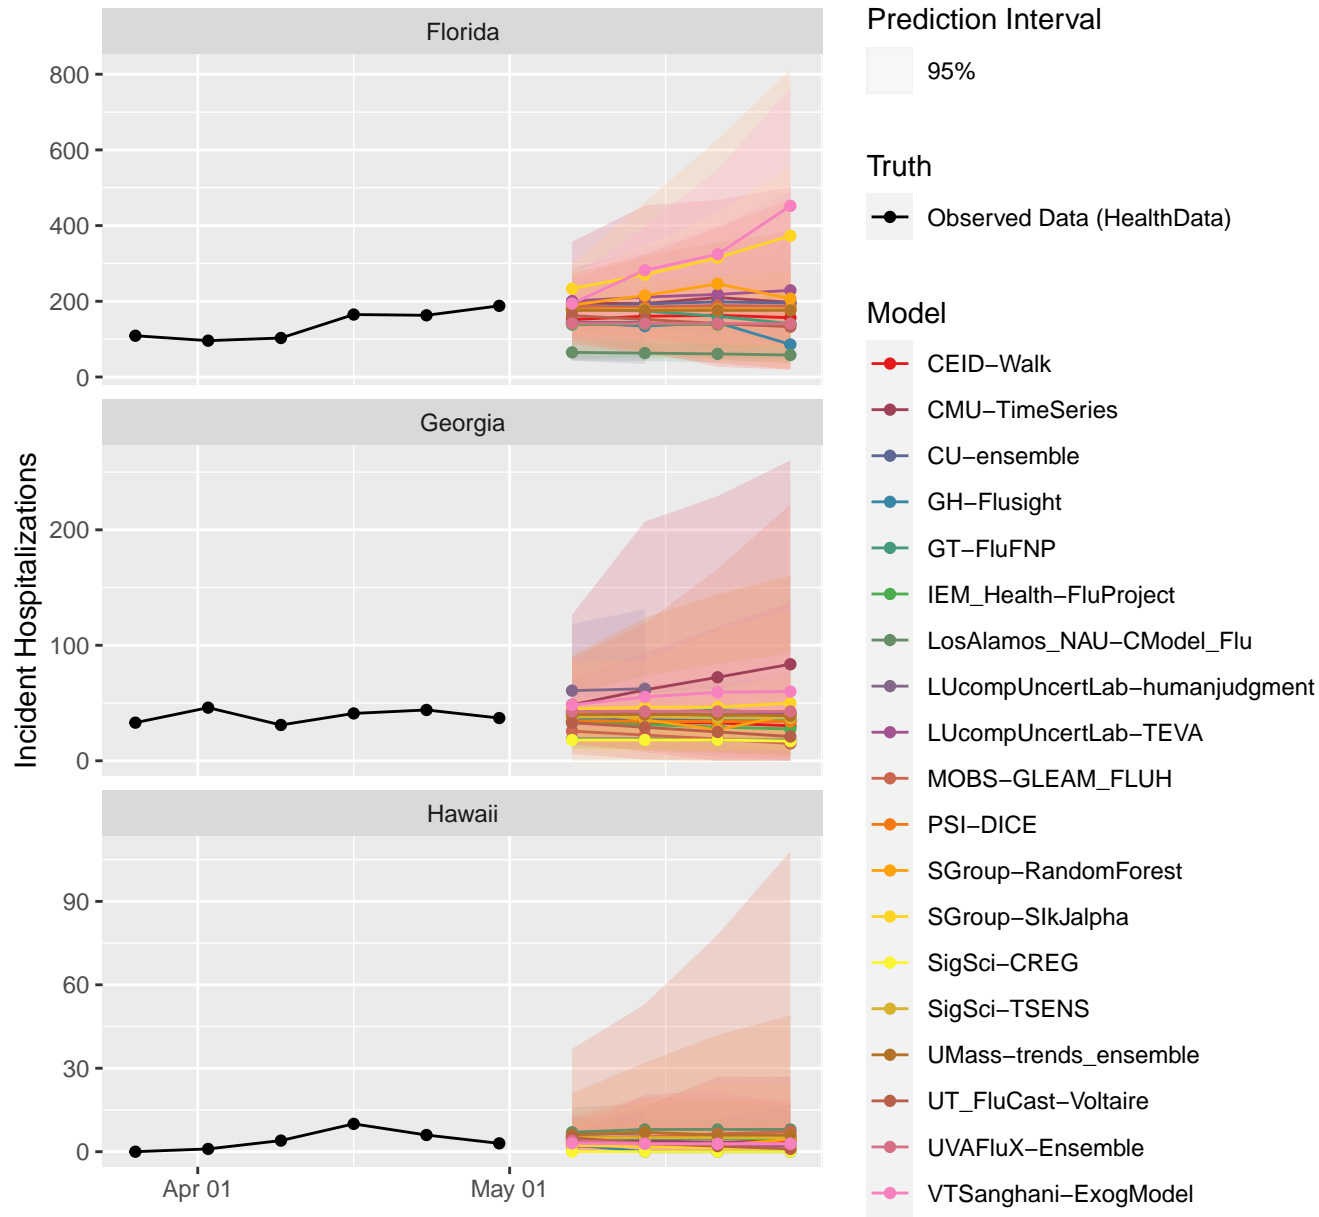 Florida
800
600
400
200
0
Georgia
200
100
0
Hawaii
90
60
30
0
Apr 01
May 01
Incident Hospitalizations
Prediction Interval
95%
Truth
Observed Data (HealthData)
Model
CEID−Walk
CMU−TimeSeries
CU−ensemble
GH−Flusight
GT−FluFNP
IEM_Health−FluProject
LosAlamos_NAU−CModel_Flu
LUcompUncertLab−humanjudgment
LUcompUncertLab−TEVA
MOBS−GLEAM_FLUH
PSI−DICE
SGroup−RandomForest
SGroup−SIkJalpha
SigSci−CREG
SigSci−TSENS
UMass−trends_ensemble
UT_FluCast−Voltaire
UVAFluX−Ensemble
VTSanghani−ExogModel